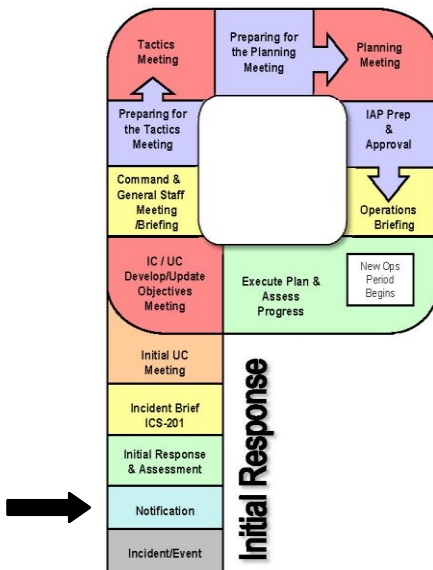 Tactics
Meeting
Preparing for
the Planning
Meeting
Planning
Meeting
Preparing for
the Tactics
Meeting
IAP Prep
&
Approval
Command &
General Staff
Meeting
/Briefing
Operations
Briefing
IC / UC
Develop/Update
Objectives
Meeting
Execute Plan &
Assess
Progress
New Ops
Period
Begins
Initial UC
Meeting
Incident Brief
ICS-201
Initial Response
& Assessment
Notification
Incident/Event
Initial Response